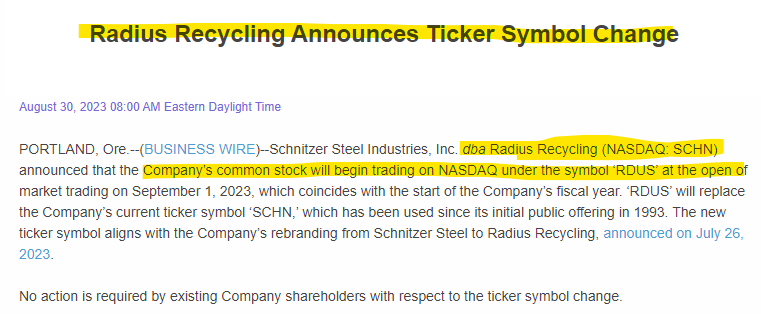 Radius Recycling Announces Ticker Symbol Change
August 30, 2023 08:00 AM Eastern Daylight Time
PORTLAND, Ore.--(BUSINESS WIRE)--Schnitzer Steel Industries, Inc. dba Radius Recycling (NASDAQ: SCHN)
announced that the Company’s common stock will begin trading on NASDAQ under the symbol ‘RDUS’ at the open of
market trading on September 1, 2023, which coincides with the start of the Company’s fiscal year. ‘RDUS’ will replace
the Company’s current ticker symbol ‘SCHN,’ which has been used since its initial public offering in 1993. The new
ticker symbol aligns with the Company’s rebranding from Schnitzer Steel to Radius Recycling, announced on July 26,
2023.
No action is required by existing Company shareholders with respect to the ticker symbol change.